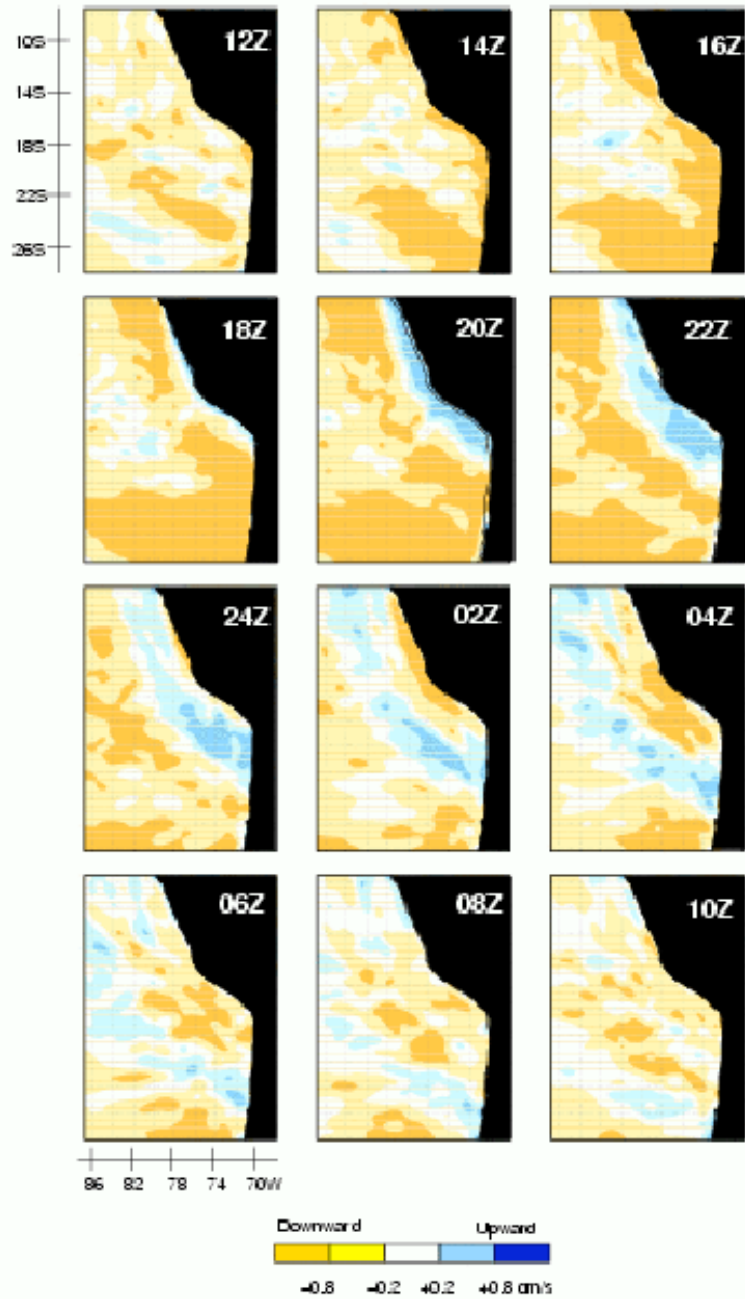 12Z 14Z 16Z
10S
14S
18S
22S
26S
18Z 20Z 22Z
24Z 02Z 04Z
06Z 08Z 10Z
86 82 78 74 70W
Downward Upward
-0.8 -0.2 +0.2 +0.8 cm/s